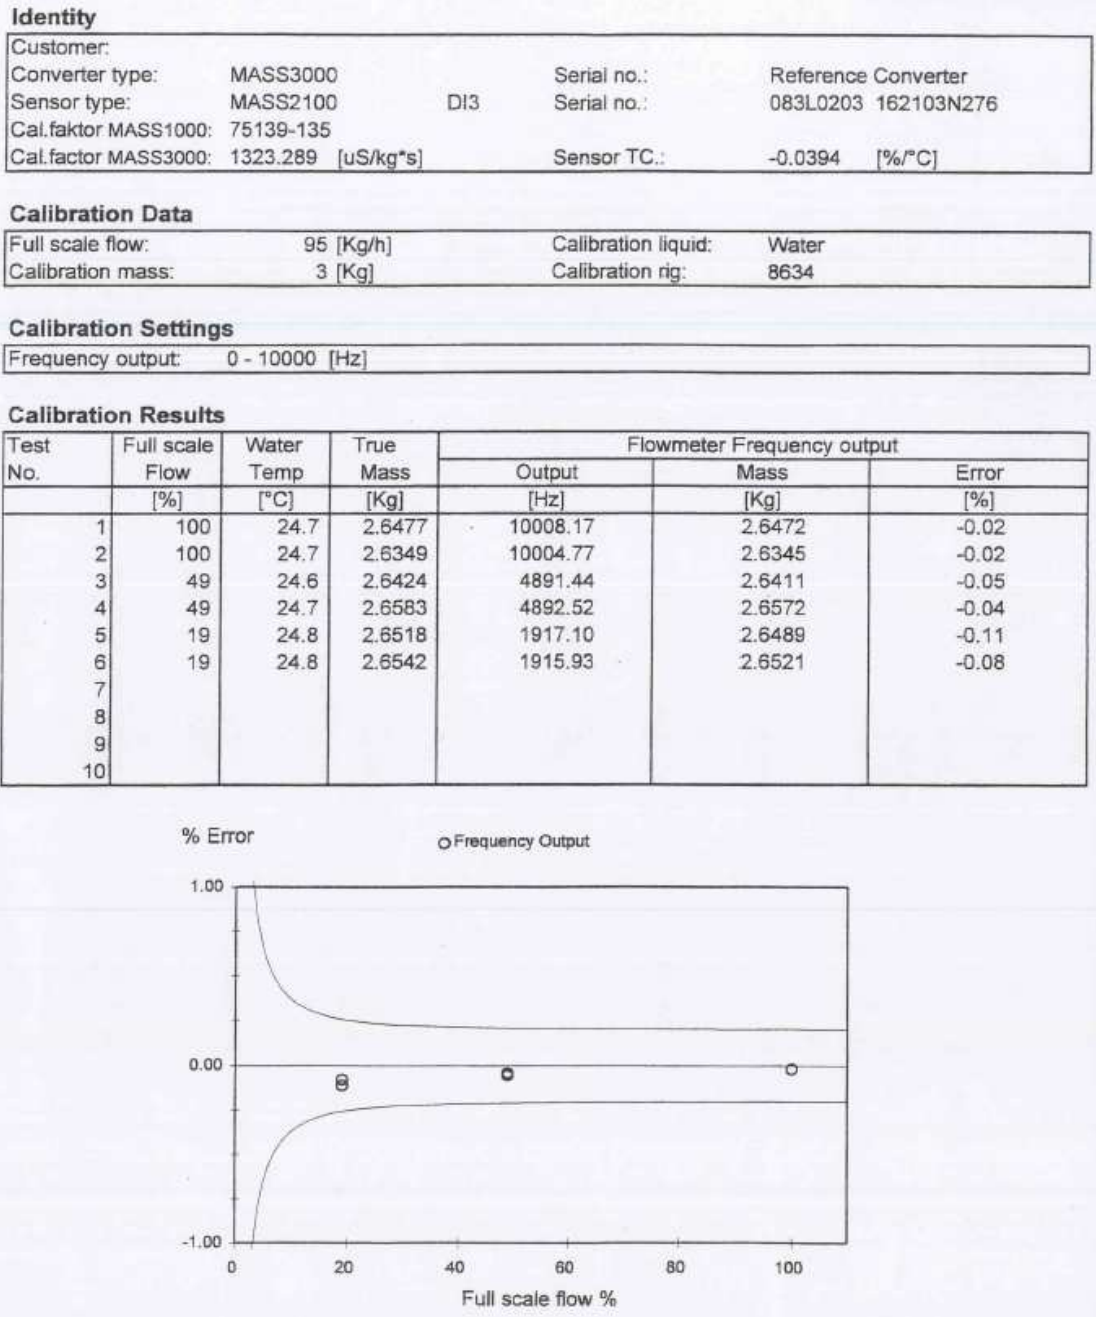 Identity
Customer:
Converter type: MASS3000 Serial no.: Reference Converter
Sensor type: MASS2100 DI3 Serial no.: 083L0203 162103N276
Cal.faktor MASS1000: 75139-135
Cal.factor MASS3000: 1323.289 [uS/kg*s] Sensor TC.: -0.0394 [%/°C]
Calibration Data
Full scale flow: 95 [Kg/h] Calibration liquid: Water
Calibration mass: 3 [Kg] Calibration rig: 8634
Calibration Settings
Frequency output: 0 - 10000 [Hz]
Calibration Results
Test Full scale Water True Flowmeter Frequency output
No. Flow Temp Mass Output Mass Error
[%] [°C] [Kg] [Hz] [Kg] [%]
1 100 24.7 2.6477 10008.17 2.6472 -0.02
2 100 24.7 2.6349 10004.77 2.6345 -0.02
3 49 24.6 2.6424 4891.44 2.6411 -0.05
4 49 24.7 2.6583 4892.52 2.6572 -0.04
5 19 24.8 2.6518 1917.10 2.6489 -0.11
6 19 24.8 2.6542 1915.93 2.6521 -0.08
7
8
9
10
% Error Frequency Output
1.00
0.00
-1.00
0 20 40 60 80 100
Full scale flow %